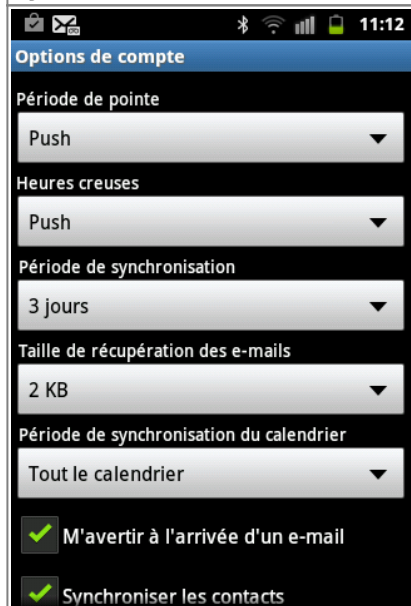 11:12
Options de compte
Période de pointe
Push
Heures creuses
Push
Période de synchronisation
3 jours
Taille de récupération des e-mails
2 KB
Période de synchronisation du calendrier
Tout le calendrier
M'avertir à l'arrivée d'un e-mail
Synchroniser les contacts